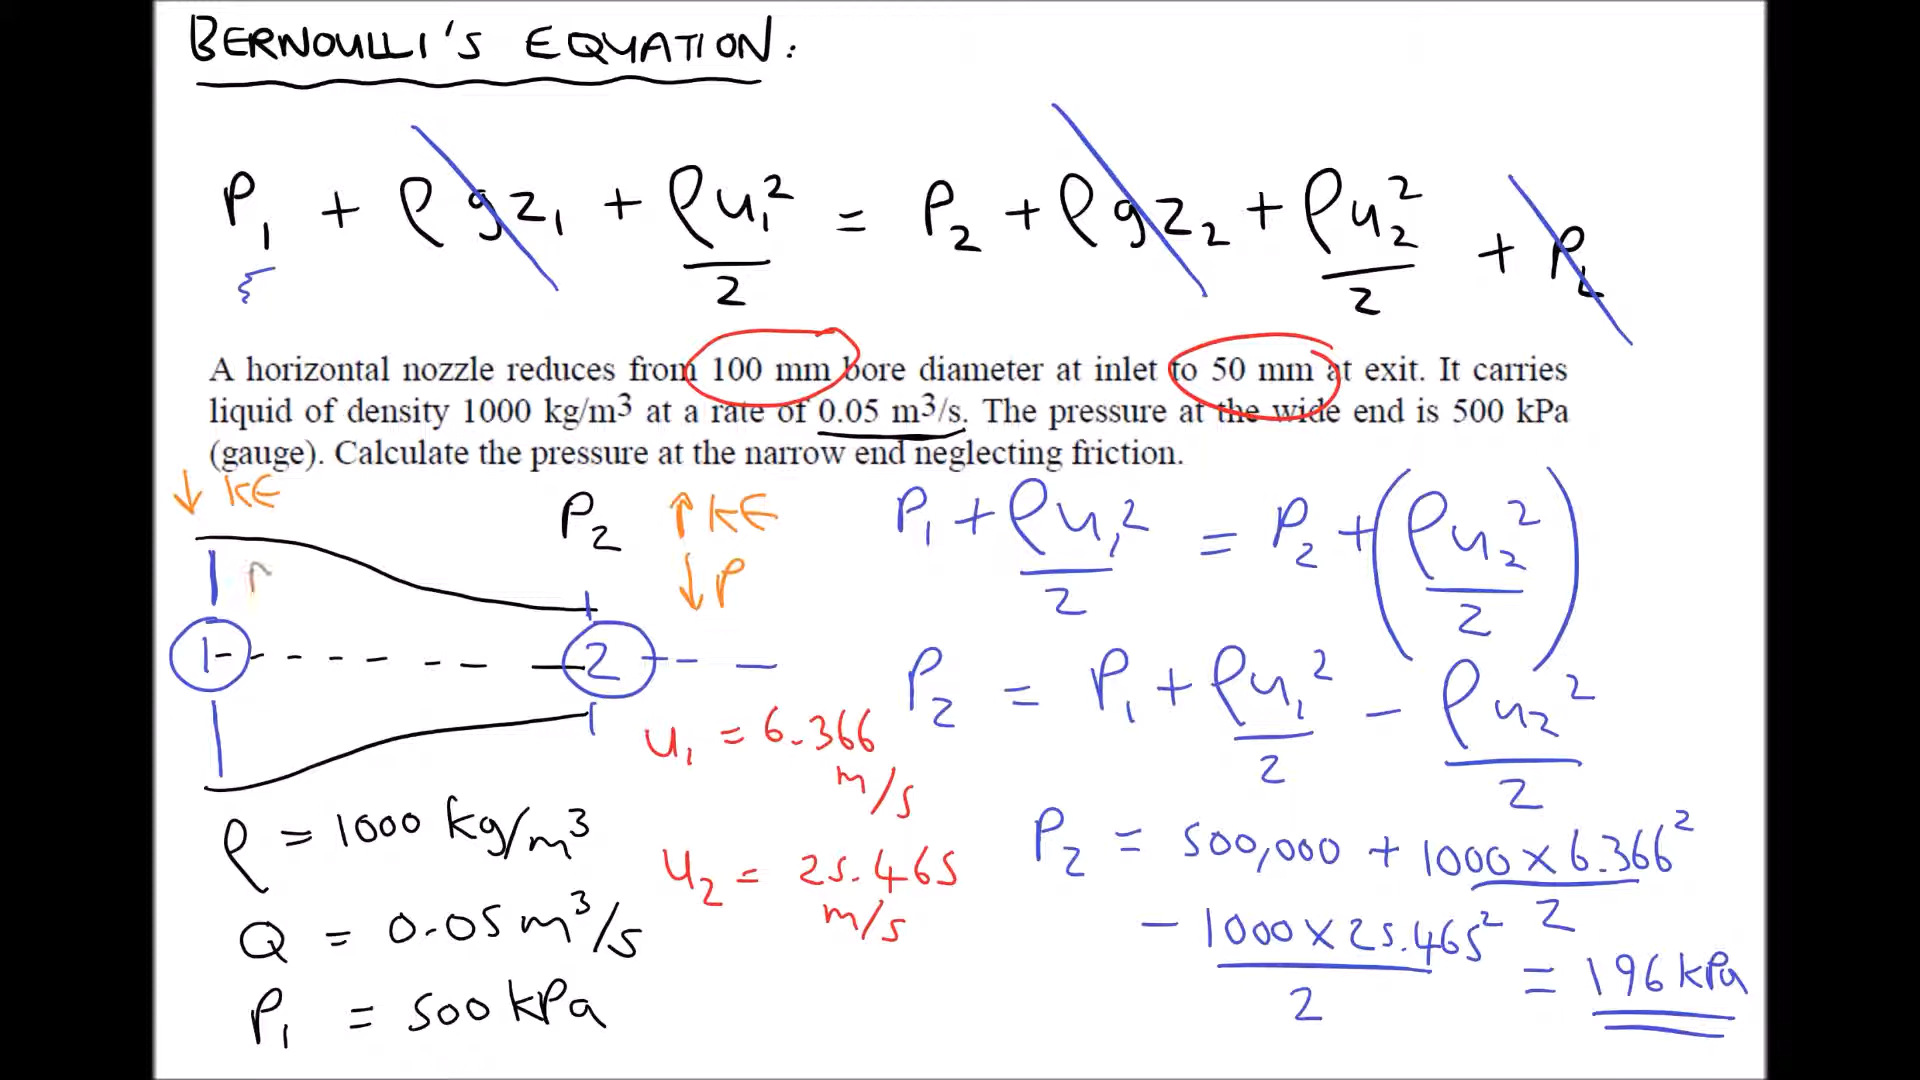 BERNOULLI'S EQUATION:
P₁ + ρgz₁ + ρu₁²/2 = P₂ + ρgz₂ + ρu₂²/2 + P_L
A horizontal nozzle reduces from 100 mm bore diameter at inlet to 50 mm at exit. It carries
liquid of density 1000 kg/m³ at a rate of 0.05 m³/s. The pressure at the wide end is 500 kPa
(gauge). Calculate the pressure at the narrow end neglecting friction.
↓ KE
P₂
↑ KE
↓ P
1
2
ρ = 1000 kg/m³
Q = 0.05 m³/s
P₁ = 500 kPa
u₁ = 6.366
m/s
u₂ = 25.465
m/s
P₁ + ρu₁²/2 = P₂ + (ρu₂²/2)
P₂ = P₁ + ρu₁²/2 - ρu₂²/2
P₂ = 500,000 + 1000 × 6.366²/2
- 1000 × 25.465²/2 = 196 kPa